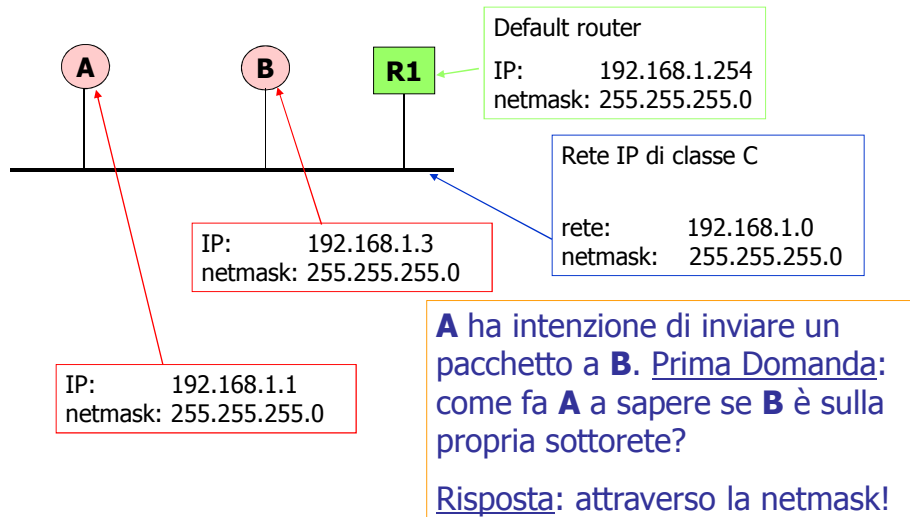 A
B
R1
Default router
IP: 192.168.1.254
netmask: 255.255.255.0
Rete IP di classe C
rete: 192.168.1.0
netmask: 255.255.255.0
IP: 192.168.1.3
netmask: 255.255.255.0
IP: 192.168.1.1
netmask: 255.255.255.0
A ha intenzione di inviare un
pacchetto a B. Prima Domanda:
come fa A a sapere se B è sulla
propria sottorete?
Risposta: attraverso la netmask!